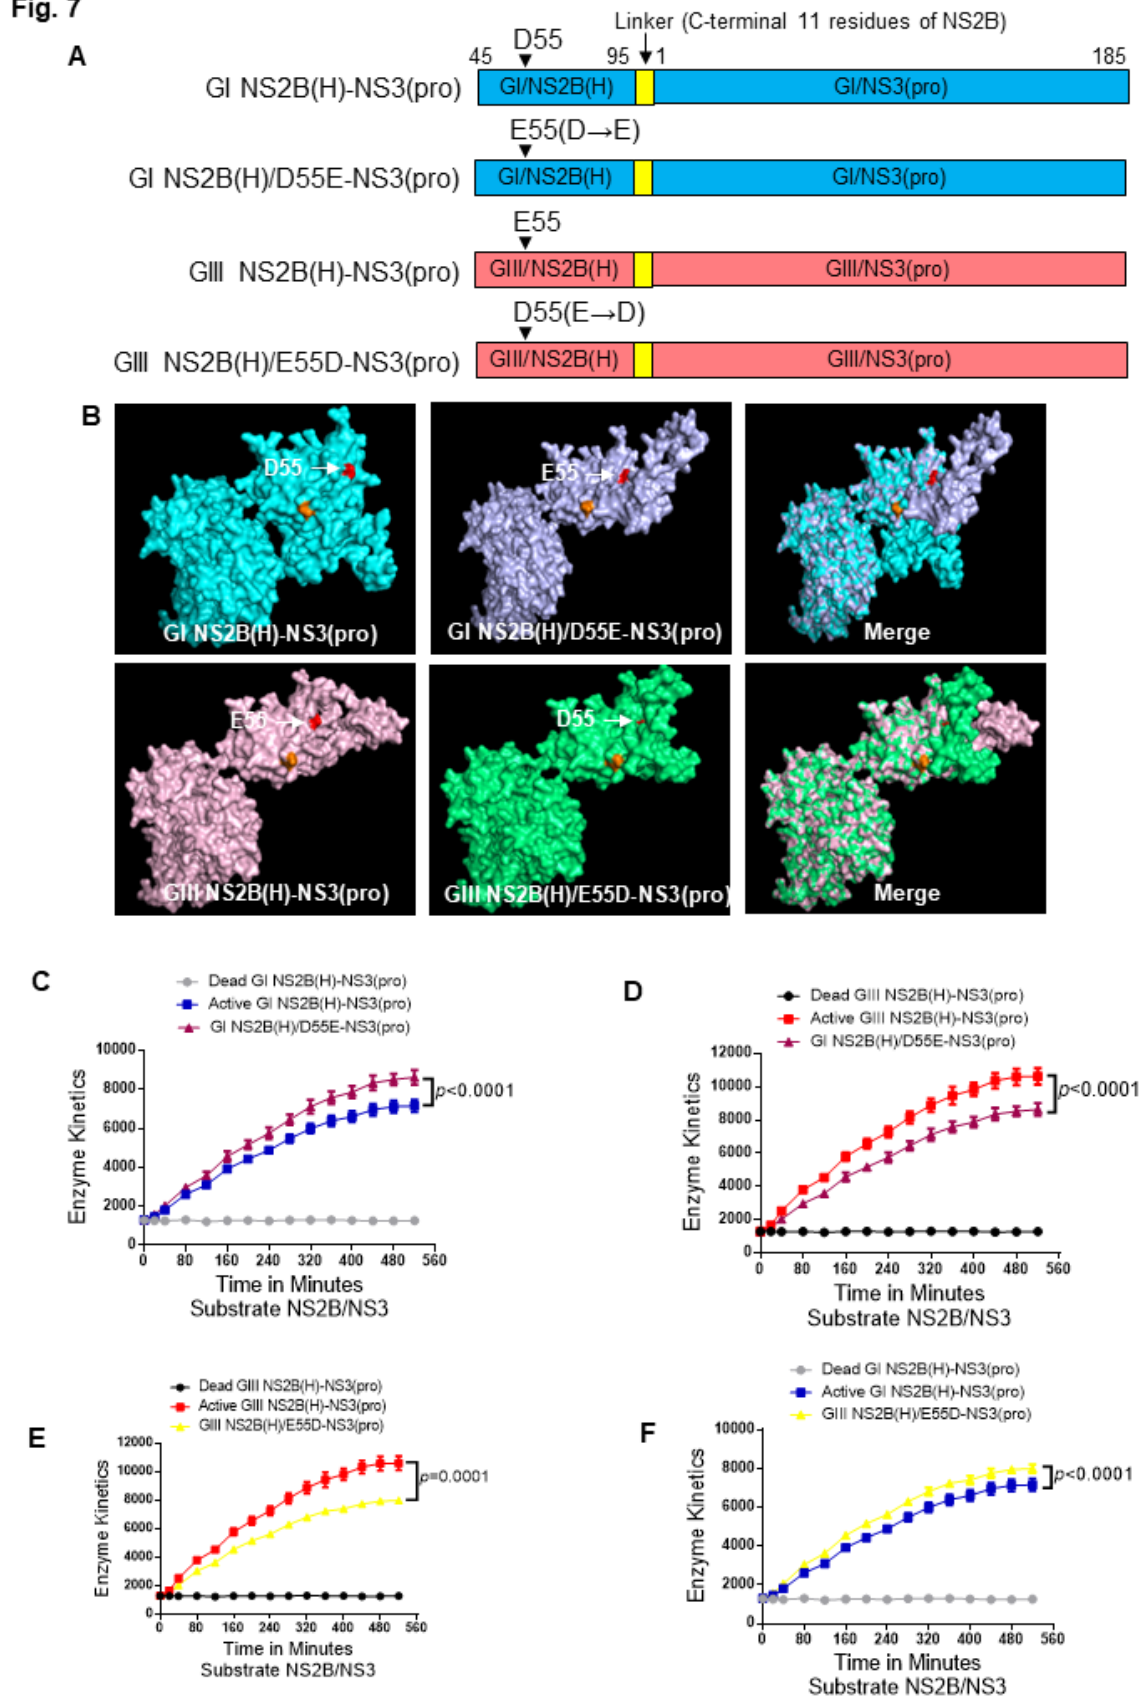 Fig. 7
A
Linker (C-terminal 11 residues of NS2B)
D55
45 95 1 185
GI NS2B(H)-NS3(pro) GI/NS2B(H) GI/NS3(pro)
E55(D→E)
GI NS2B(H)/D55E-NS3(pro) GI/NS2B(H) GI/NS3(pro)
E55
GIII NS2B(H)-NS3(pro) GIII/NS2B(H) GIII/NS3(pro)
D55(E→D)
GIII NS2B(H)/E55D-NS3(pro) GIII/NS2B(H) GIII/NS3(pro)
B
D55
GI NS2B(H)-NS3(pro)
E55
GI NS2B(H)/D55E-NS3(pro)
Merge
E55
GIII NS2B(H)-NS3(pro)
D55
GIII NS2B(H)/E55D-NS3(pro)
Merge
C
Dead GI NS2B(H)-NS3(pro)
Active GI NS2B(H)-NS3(pro)
GI NS2B(H)/D55E-NS3(pro)
Enzyme Kinetics
10000
8000
6000
4000
2000
0
p<0.0001
0 80 160 240 320 400 480 560
Time in Minutes
Substrate NS2B/NS3
D
Dead GIII NS2B(H)-NS3(pro)
Active GIII NS2B(H)-NS3(pro)
GI NS2B(H)/D55E-NS3(pro)
Enzyme Kinetics
12000
10000
8000
6000
4000
2000
0
p<0.0001
0 80 160 240 320 400 480 560
Time in Minutes
Substrate NS2B/NS3
E
Dead GIII NS2B(H)-NS3(pro)
Active GIII NS2B(H)-NS3(pro)
GIII NS2B(H)/E55D-NS3(pro)
Enzyme Kinetics
12000
10000
8000
6000
4000
2000
0
p=0.0001
0 80 160 240 320 400 480 560
Time in Minutes
Substrate NS2B/NS3
F
Dead GI NS2B(H)-NS3(pro)
Active GI NS2B(H)-NS3(pro)
GIII NS2B(H)/E55D-NS3(pro)
Enzyme Kinetics
10000
8000
6000
4000
2000
0
p<0.0001
0 80 160 240 320 400 480 560
Time in Minutes
Substrate NS2B/NS3